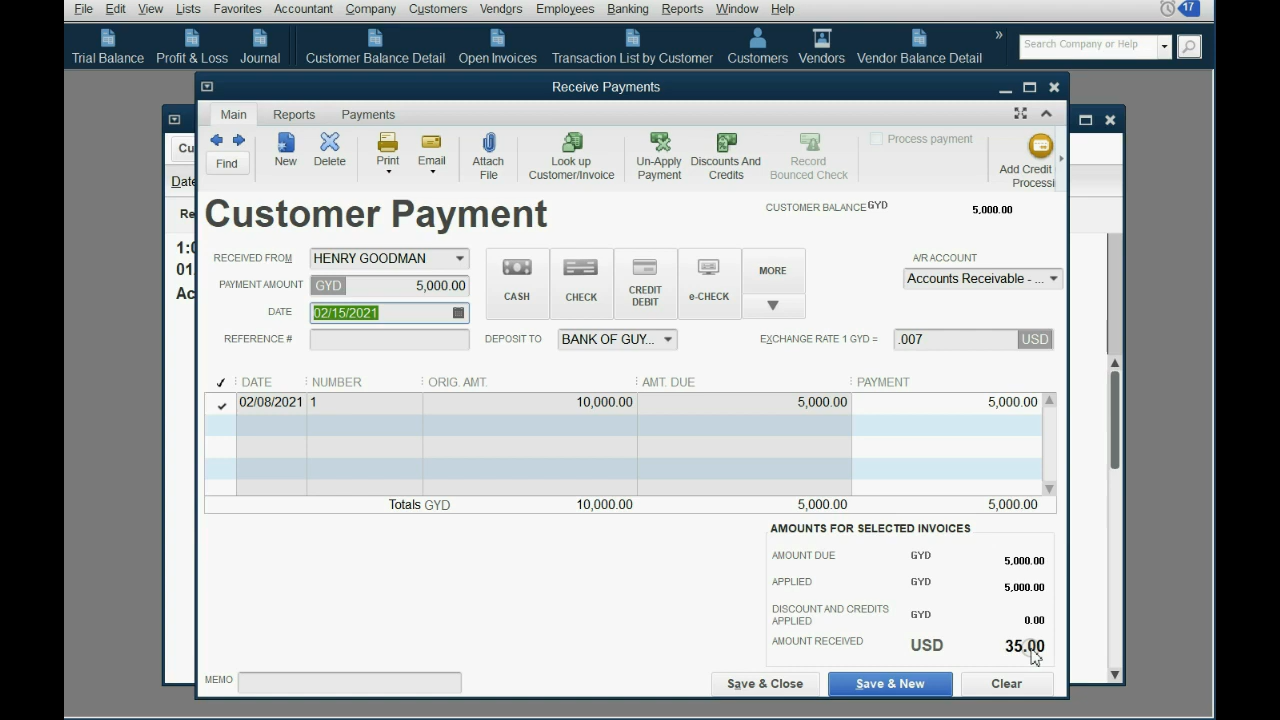 File Edit View Lists Favorites Accountant Company Customers Vendors Employees Banking Reports Window Help 17
Trial Balance Profit & Loss Journal Customer Balance Detail Open Invoices Transaction List by Customer Customers Vendors Vendor Balance Detail » Search Company or Help
Receive Payments
Main Reports Payments
Find New Delete Print Email Attach File Look up Customer/Invoice Un-Apply Payment Discounts And Credits Record Bounced Check Process payment Add Credit Processi
Cu
Date
Re
1:0
01
Ac
Customer Payment
CUSTOMER BALANCE GYD 5,000.00
RECEIVED FROM HENRY GOODMAN
PAYMENT AMOUNT GYD 5,000.00
DATE 02/15/2021
REFERENCE #
CASH CHECK CREDIT DEBIT e-CHECK MORE
A/R ACCOUNT
Accounts Receivable - ...
DEPOSIT TO BANK OF GUY... EXCHANGE RATE 1 GYD = .007 USD
✓ DATE NUMBER ORIG. AMT. AMT. DUE PAYMENT
✓ 02/08/2021 1 10,000.00 5,000.00 5,000.00
Totals GYD 10,000.00 5,000.00 5,000.00
AMOUNTS FOR SELECTED INVOICES
AMOUNT DUE GYD 5,000.00
APPLIED GYD 5,000.00
DISCOUNT AND CREDITS APPLIED GYD 0.00
AMOUNT RECEIVED USD 35.00
MEMO
Save & Close Save & New Clear